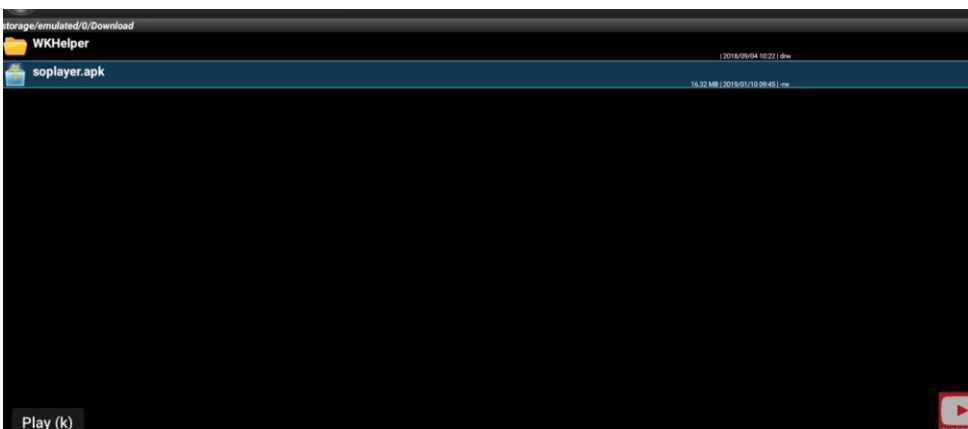 storage/emulated/0/Download
WKHelper
| 2018/09/04 10:22 | drw
soplayer.apk
16.32 MB | 2019/01/10 09:45 | -rw
Play (k)